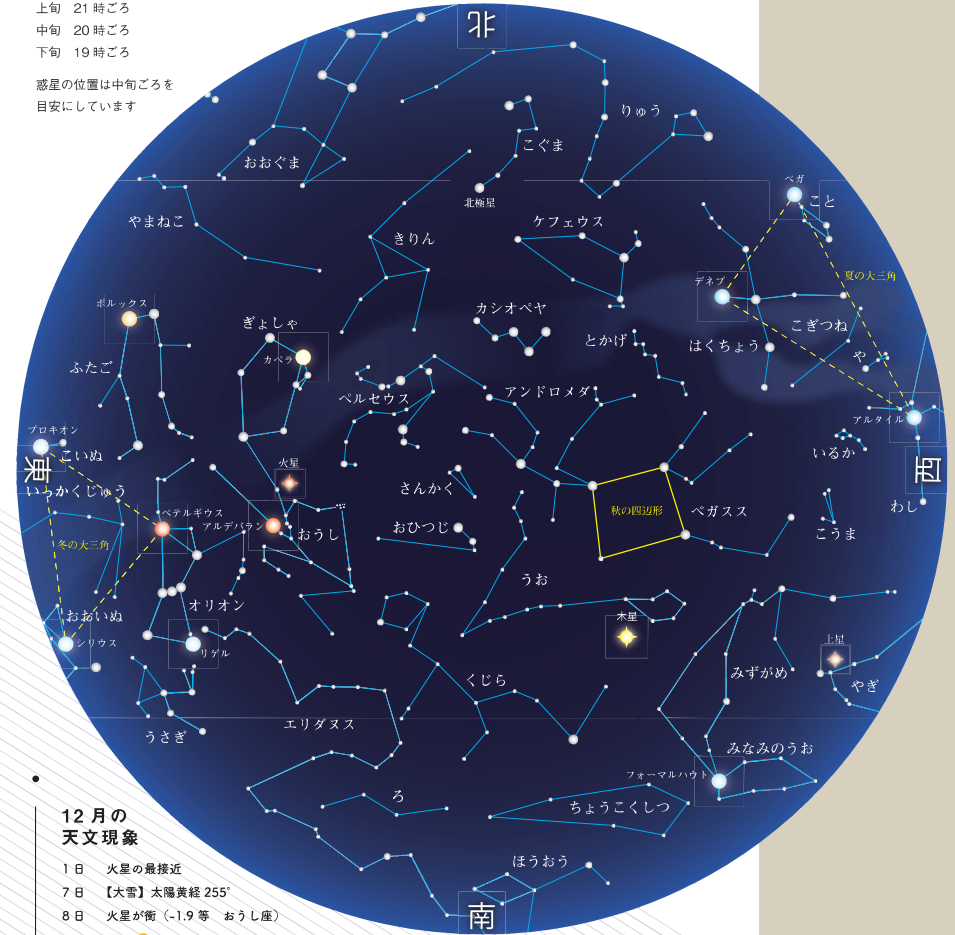 上旬 21時ごろ
中旬 20時ごろ
下旬 19時ごろ
惑星の位置は中旬ごろを
目安にしています
北
りゅう
こぐま
おおぐま
ベガ
こと
北極星
やまねこ
ケフェウス
きりん
夏の大三角
デネブ
ポルックス
カシオペヤ
ぎょしゃ
こぎつね
とかげ
はくちょう
カペラ
や
ふたご
アンドロメダ
ペルセウス
アルタイル
プロキオン
こいぬ
いるか
火星
東
西
さんかく
いっかくじゅう
わし
ベテルギウス
秋の四辺形
ペガスス
アルデバラン
おひつじ
おうし
こうま
冬の大三角
うお
オリオン
おおいぬ
木星
シリウス
土星
リゲル
くじら
みずがめ
やぎ
エリダヌス
うさぎ
みなみのうお
フォーマルハウト
ろ
ちょうこくしつ
12月の
天文現象
ほうおう
1日 火星の最接近
7日 【大雪】太陽黄経 255°
8日 火星が衝(-1.9 等 おうし座)
南